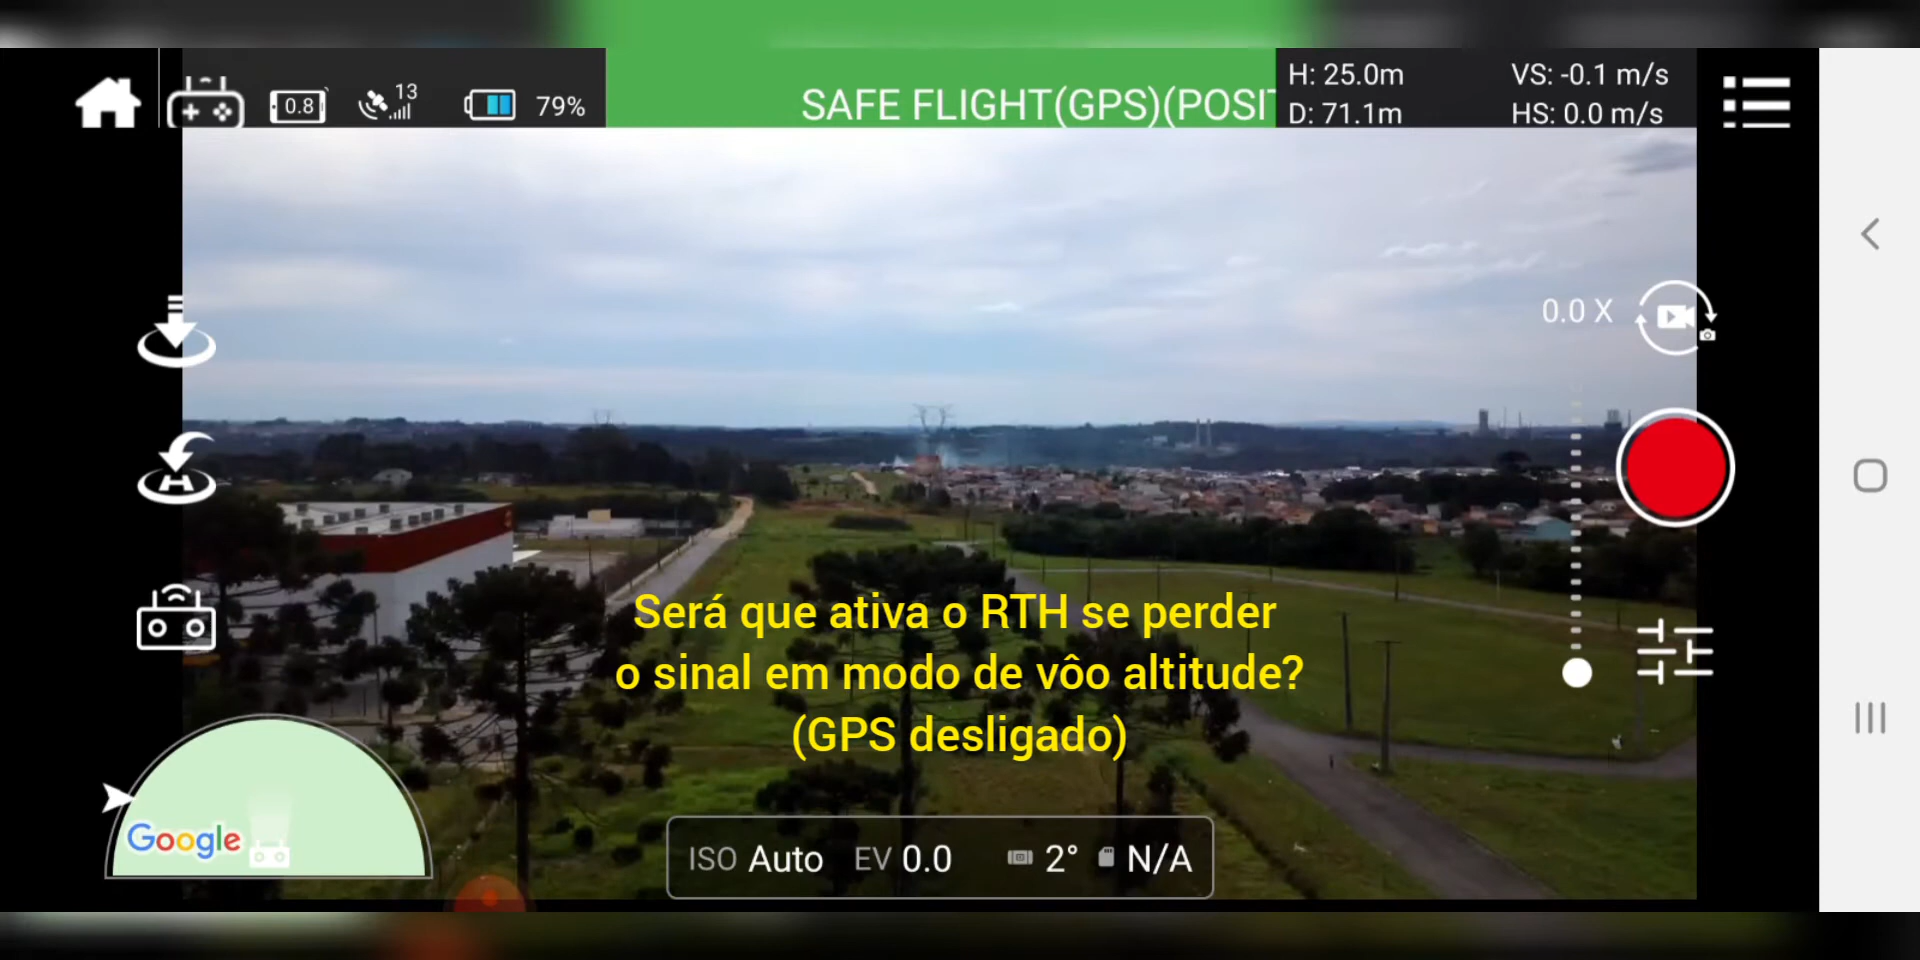 0.8
13
79%
SAFE FLIGHT(GPS)(POSIT
H: 25.0m
VS: -0.1 m/s
D: 71.1m
HS: 0.0 m/s
0.0 X
Será que ativa o RTH se perder
o sinal em modo de vôo altitude?
(GPS desligado)
Google
ISO Auto EV 0.0 2° N/A